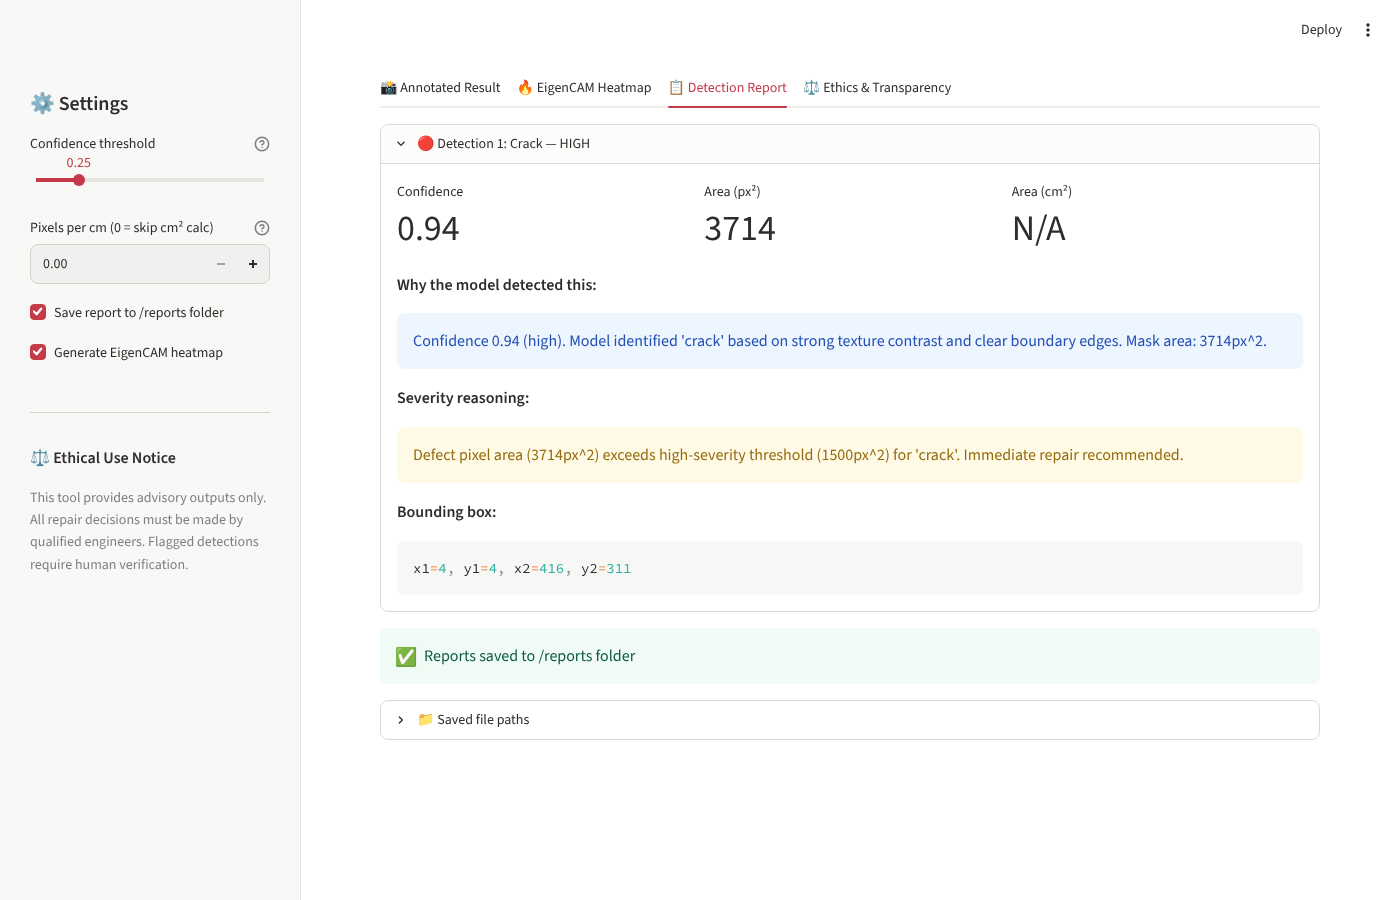 Deploy
⚙️ Settings
Confidence threshold
0.25
Pixels per cm (0 = skip cm² calc)
0.00
Save report to /reports folder
Generate EigenCAM heatmap
⚖️ Ethical Use Notice
This tool provides advisory outputs only.
All repair decisions must be made by
qualified engineers. Flagged detections
require human verification.
📸 Annotated Result 🔥 EigenCAM Heatmap 📋 Detection Report ⚖️ Ethics & Transparency
🔴 Detection 1: Crack — HIGH
Confidence Area (px²) Area (cm²)
0.94 3714 N/A
Why the model detected this:
Confidence 0.94 (high). Model identified 'crack' based on strong texture contrast and clear boundary edges. Mask area: 3714px^2.
Severity reasoning:
Defect pixel area (3714px^2) exceeds high-severity threshold (1500px^2) for 'crack'. Immediate repair recommended.
Bounding box:
x1=4, y1=4, x2=416, y2=311
✅ Reports saved to /reports folder
📁 Saved file paths